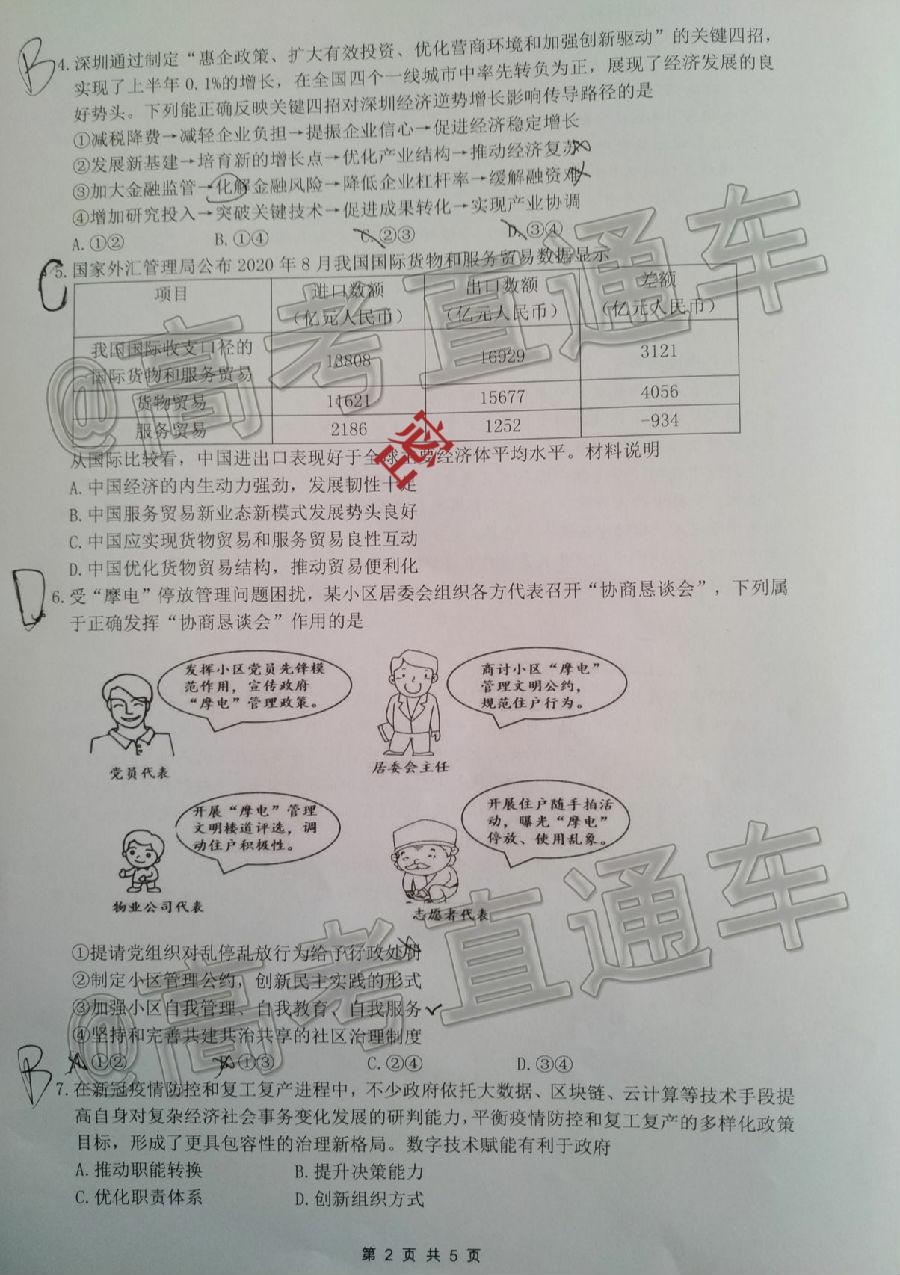 B
4.深圳通过制定“惠企政策、扩大有效投资、优化营商环境和加强创新驱动”的关键四招，
实现了上半年 0.1%的增长，在全国四个一线城市中率先转负为正，展现了经济发展的良
好势头。下列能正确反映关键四招对深圳经济逆势增长影响传导路径的是
①减税降费→减轻企业负担→提振企业信心→促进经济稳定增长
②发展新基建→培育新的增长点→优化产业结构→推动经济复苏
③加大金融监管→化解金融风险→降低企业杠杆率→缓解融资难
④增加研究投入→突破关键技术→促进成果转化→实现产业协调
A.①② B.①④ C.②③ D.③④
C
5.国家外汇管理局公布 2020 年 8 月我国国际货物和服务贸易数据显示
项目 进口数额（亿元人民币） 出口数额（亿元人民币） 差额（亿元人民币）
我国国际收支口径的国际货物和服务贸易 13808 16929 3121
货物贸易 11621 15677 4056
服务贸易 2186 1252 -934
从国际比较看，中国进出口表现好于全球主要经济体平均水平。材料说明
A.中国经济的内生动力强劲，发展韧性十足
B.中国服务贸易新业态新模式发展势头良好
C.中国应实现货物贸易和服务贸易良性互动
D.中国优化货物贸易结构，推动贸易便利化
D
6.受“摩电”停放管理问题困扰，某小区居委会组织各方代表召开“协商恳谈会”，下列属
于正确发挥“协商恳谈会”作用的是
发挥小区党员先锋模
范作用，宣传政府
“摩电”管理政策。
党员代表
商讨小区“摩电”
管理文明公约，
规范住户行为。
居委会主任
开展“摩电”管理
文明楼道评选，调
动住户积极性。
物业公司代表
开展住户随手拍活
动，曝光“摩电”
停放、使用乱象。
志愿者代表
①提请党组织对乱停乱放行为给予行政处罚
②制定小区管理公约，创新民主实践的形式
③加强小区自我管理、自我教育、自我服务
④坚持和完善共建共治共享的社区治理制度
A.①② B.①③ C.②④ D.③④
B
7.在新冠疫情防控和复工复产进程中，不少政府依托大数据、区块链、云计算等技术手段提
高自身对复杂经济社会事务变化发展的研判能力,平衡疫情防控和复工复产的多样化政策
目标，形成了更具包容性的治理新格局。数字技术赋能有利于政府
A.推动职能转换 B.提升决策能力
C.优化职责体系 D.创新组织方式
第 2 页 共 5 页
@高考直通车
密
@高考直通车